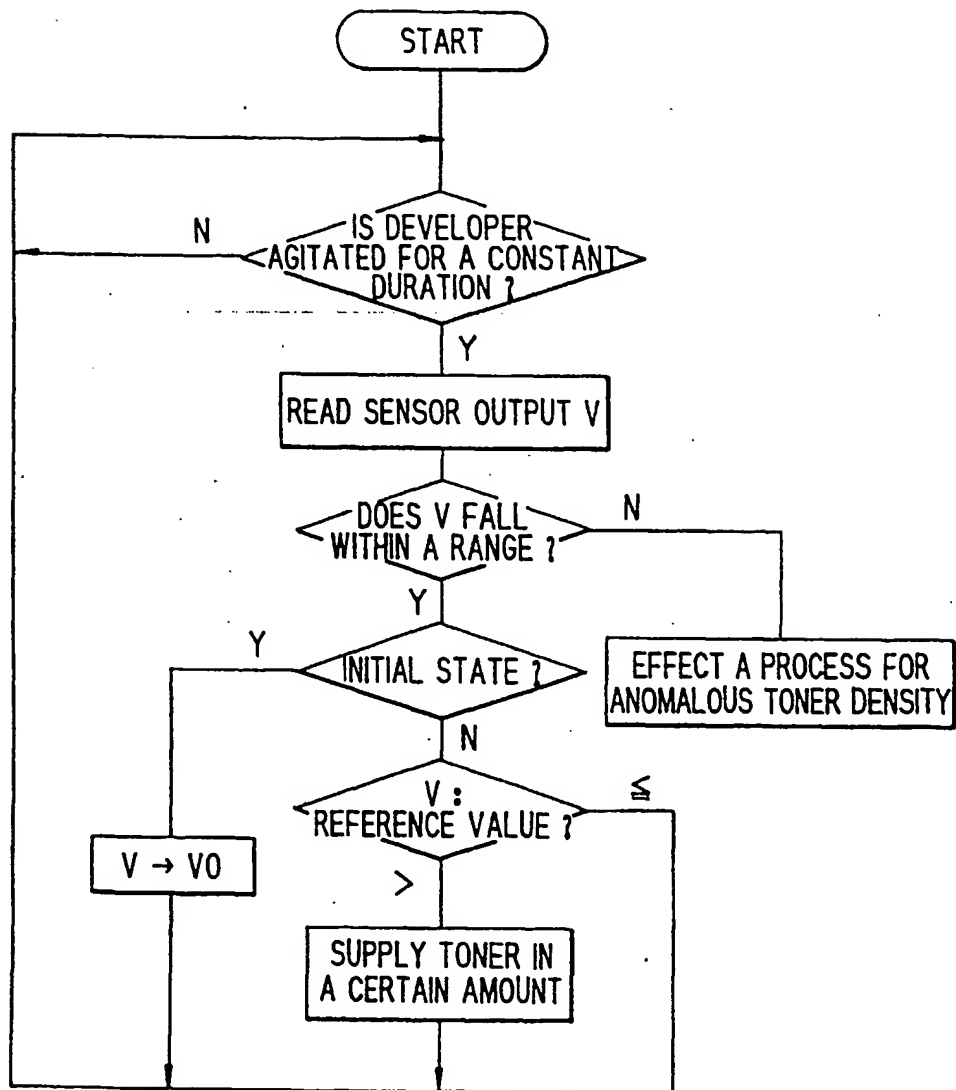 START
N
IS DEVELOPER
AGITATED FOR A CONSTANT
DURATION ?
Y
READ SENSOR OUTPUT V
DOES V FALL
WITHIN A RANGE ?
N
Y
EFFECT A PROCESS FOR
ANOMALOUS TONER DENSITY
Y
INITIAL STATE ?
N
V :
REFERENCE VALUE ?
≦
V → V0
>
SUPPLY TONER IN
A CERTAIN AMOUNT